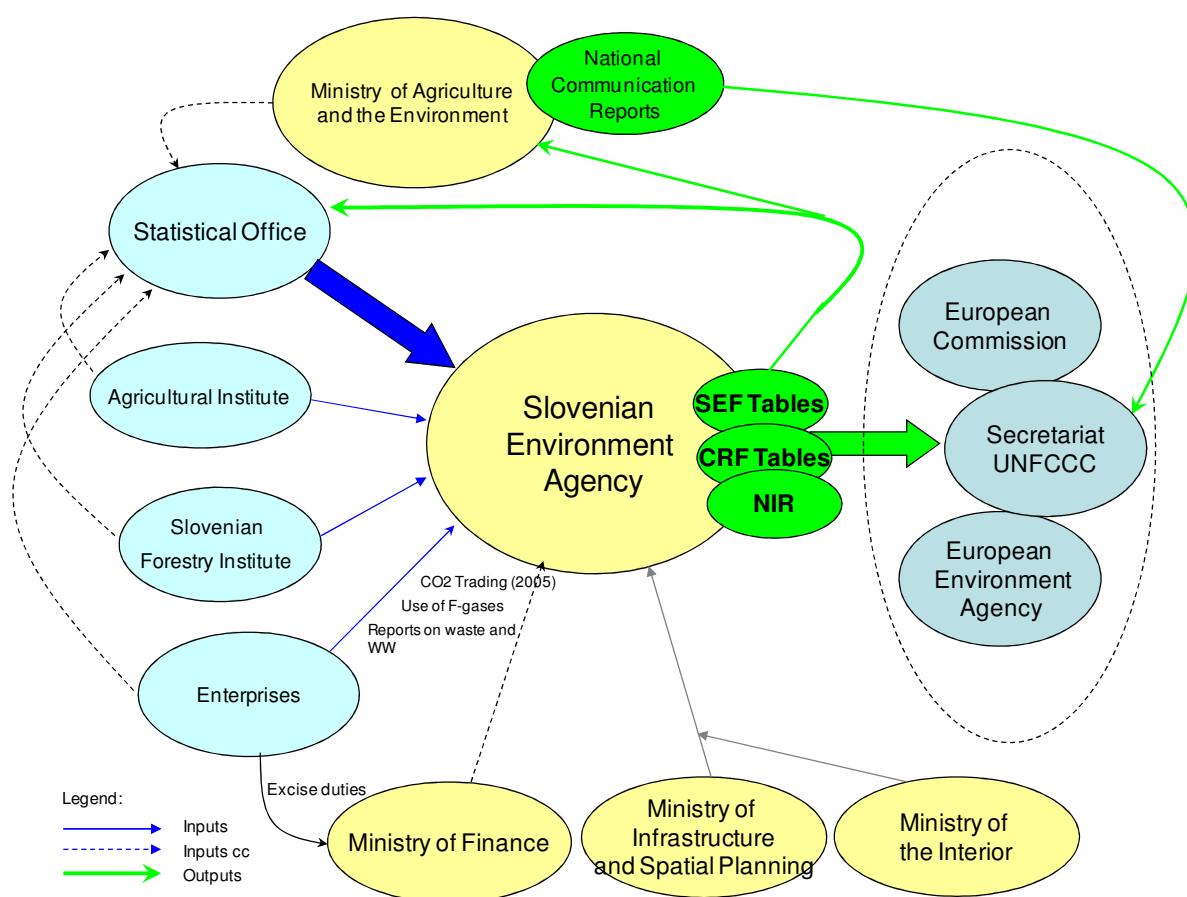 National
Communication
Reports
Ministry of Agriculture
and the Environment
Statistical Office
European
Commission
Agricultural Institute
Slovenian
Environment
Agency
SEF Tables
CRF Tables
NIR
Secretariat
UNFCCC
Slovenian
Forestry Institute
European
Environment
Agency
CO2 Trading (2005)
Use of F-gases
Reports on waste and
WW
Enterprises
Excise duties
Legend:
Inputs
Inputs cc
Outputs
Ministry of Finance
Ministry of
Infrastructure
and Spatial Planning
Ministry of
the Interior